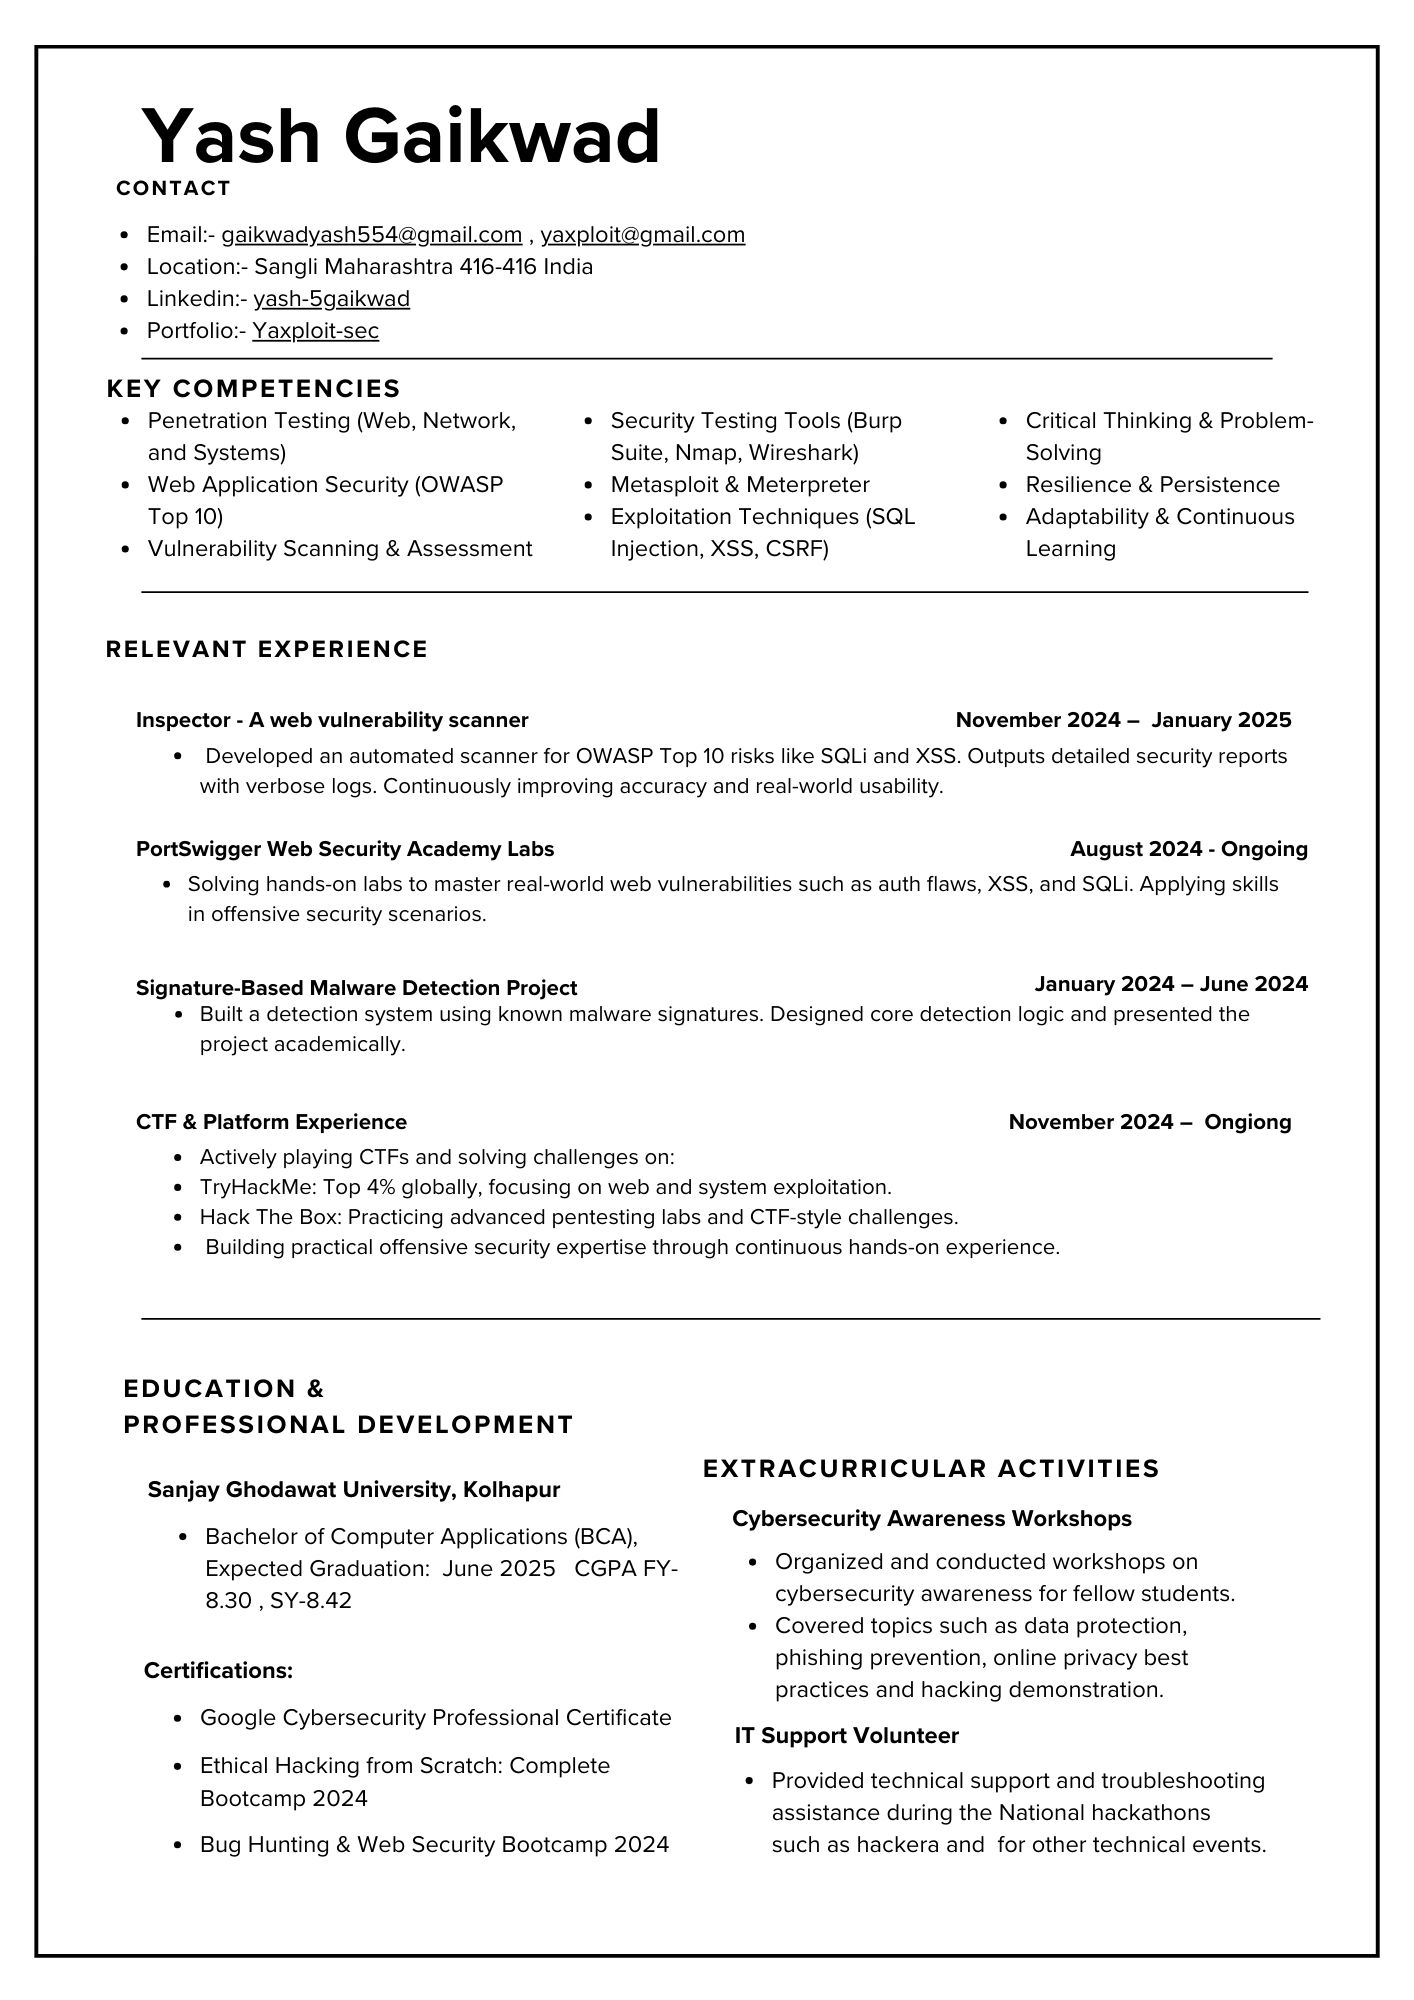 Yash Gaikwad
CONTACT
• Email:- gaikwadyash554@gmail.com , yaxploit@gmail.com
• Location:- Sangli Maharashtra 416-416 India
• Linkedin:- yash-5gaikwad
• Portfolio:- Yaxploit-sec
KEY COMPETENCIES
• Penetration Testing (Web, Network,
and Systems)
• Web Application Security (OWASP
Top 10)
• Vulnerability Scanning & Assessment
• Security Testing Tools (Burp
Suite, Nmap, Wireshark)
• Metasploit & Meterpreter
• Exploitation Techniques (SQL
Injection, XSS, CSRF)
• Critical Thinking & Problem-
Solving
• Resilience & Persistence
• Adaptability & Continuous
Learning
RELEVANT EXPERIENCE
Inspector - A web vulnerability scanner November 2024 – January 2025
• Developed an automated scanner for OWASP Top 10 risks like SQLi and XSS. Outputs detailed security reports
with verbose logs. Continuously improving accuracy and real-world usability.
PortSwigger Web Security Academy Labs August 2024 - Ongoing
• Solving hands-on labs to master real-world web vulnerabilities such as auth flaws, XSS, and SQLi. Applying skills
in offensive security scenarios.
Signature-Based Malware Detection Project January 2024 – June 2024
• Built a detection system using known malware signatures. Designed core detection logic and presented the
project academically.
CTF & Platform Experience November 2024 – Ongiong
• Actively playing CTFs and solving challenges on:
• TryHackMe: Top 4% globally, focusing on web and system exploitation.
• Hack The Box: Practicing advanced pentesting labs and CTF-style challenges.
• Building practical offensive security expertise through continuous hands-on experience.
EDUCATION &
PROFESSIONAL DEVELOPMENT
Sanjay Ghodawat University, Kolhapur
• Bachelor of Computer Applications (BCA),
Expected Graduation: June 2025 CGPA FY-
8.30 , SY-8.42
Certifications:
• Google Cybersecurity Professional Certificate
• Ethical Hacking from Scratch: Complete
Bootcamp 2024
• Bug Hunting & Web Security Bootcamp 2024
EXTRACURRICULAR ACTIVITIES
Cybersecurity Awareness Workshops
• Organized and conducted workshops on
cybersecurity awareness for fellow students.
• Covered topics such as data protection,
phishing prevention, online privacy best
practices and hacking demonstration.
IT Support Volunteer
• Provided technical support and troubleshooting
assistance during the National hackathons
such as hackera and for other technical events.